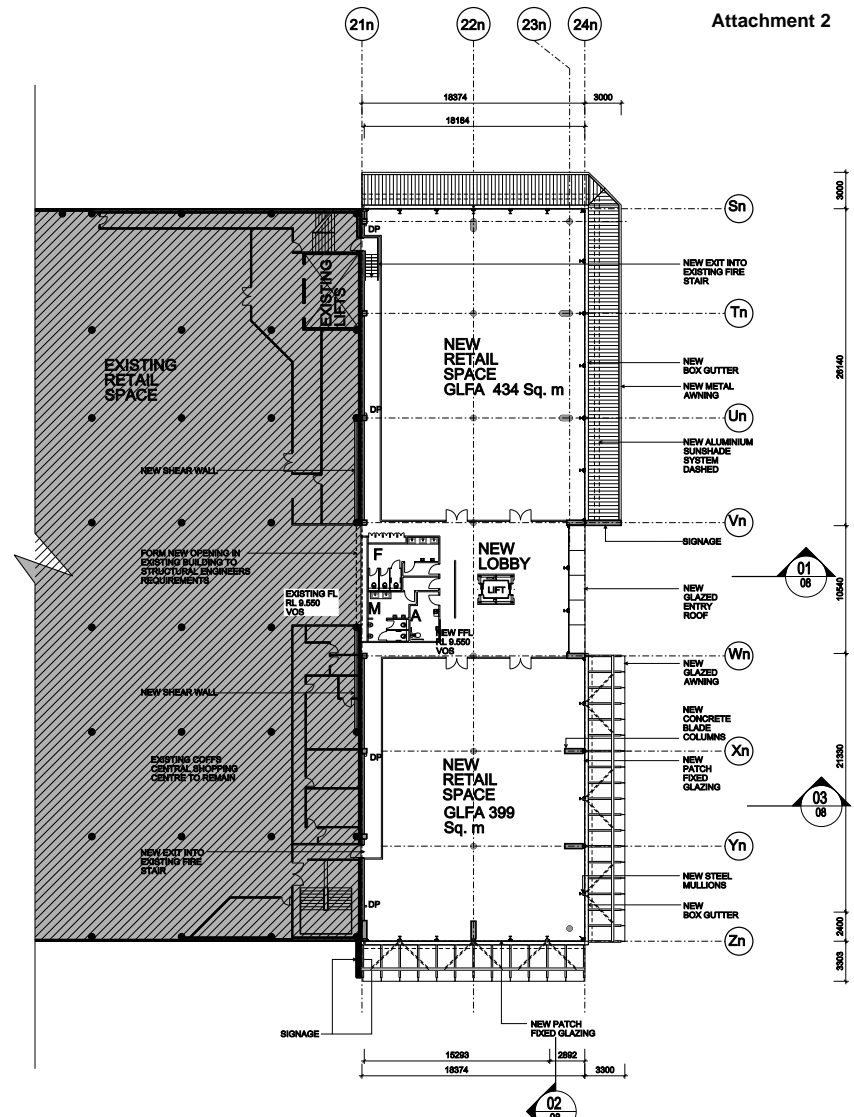 Attachment 2
21n
22n
23n
24n
18374
3000
18184
3000
Sn
DP
NEW EXIT INTO
EXISTING FIRE
STAIR
EXISTING
LIFTS
Tn
NEW
RETAIL
SPACE
GLFA 434 Sq. m
EXISTING
RETAIL
SPACE
26140
NEW
BOX GUTTER
NEW METAL
AWNING
DP
Un
NEW ALUMINIUM
SUNSHADE
SYSTEM
DASHED
NEW SHEAR WALL
Vn
SIGNAGE
FORM NEW OPENING IN
EXISTING BUILDING TO
STRUCTURAL ENGINEERS
REQUIREMENTS
F
NEW
LOBBY
01
08
10540
EXISTING FL
RL 9.550
VOS
LIFT
NEW
GLAZED
ENTRY
ROOF
M
A
NEW FFL
RL 9.550
VOS
Wn
NEW
GLAZED
AWNING
NEW SHEAR WALL
NEW
CONCRETE
BLADE
COLUMNS
EXISTING COFFS
CENTRAL SHOPPING
CENTRE TO REMAIN
DP
Xn
21330
NEW
RETAIL
SPACE
GLFA 399
Sq. m
NEW
PATCH
FIXED
GLAZING
03
08
NEW EXIT INTO
EXISTING FIRE
STAIR
Yn
NEW STEEL
MULLIONS
DP
NEW
BOX GUTTER
2400
Zn
3303
SIGNAGE
NEW PATCH
FIXED GLAZING
15293
2892
18374
3300
02